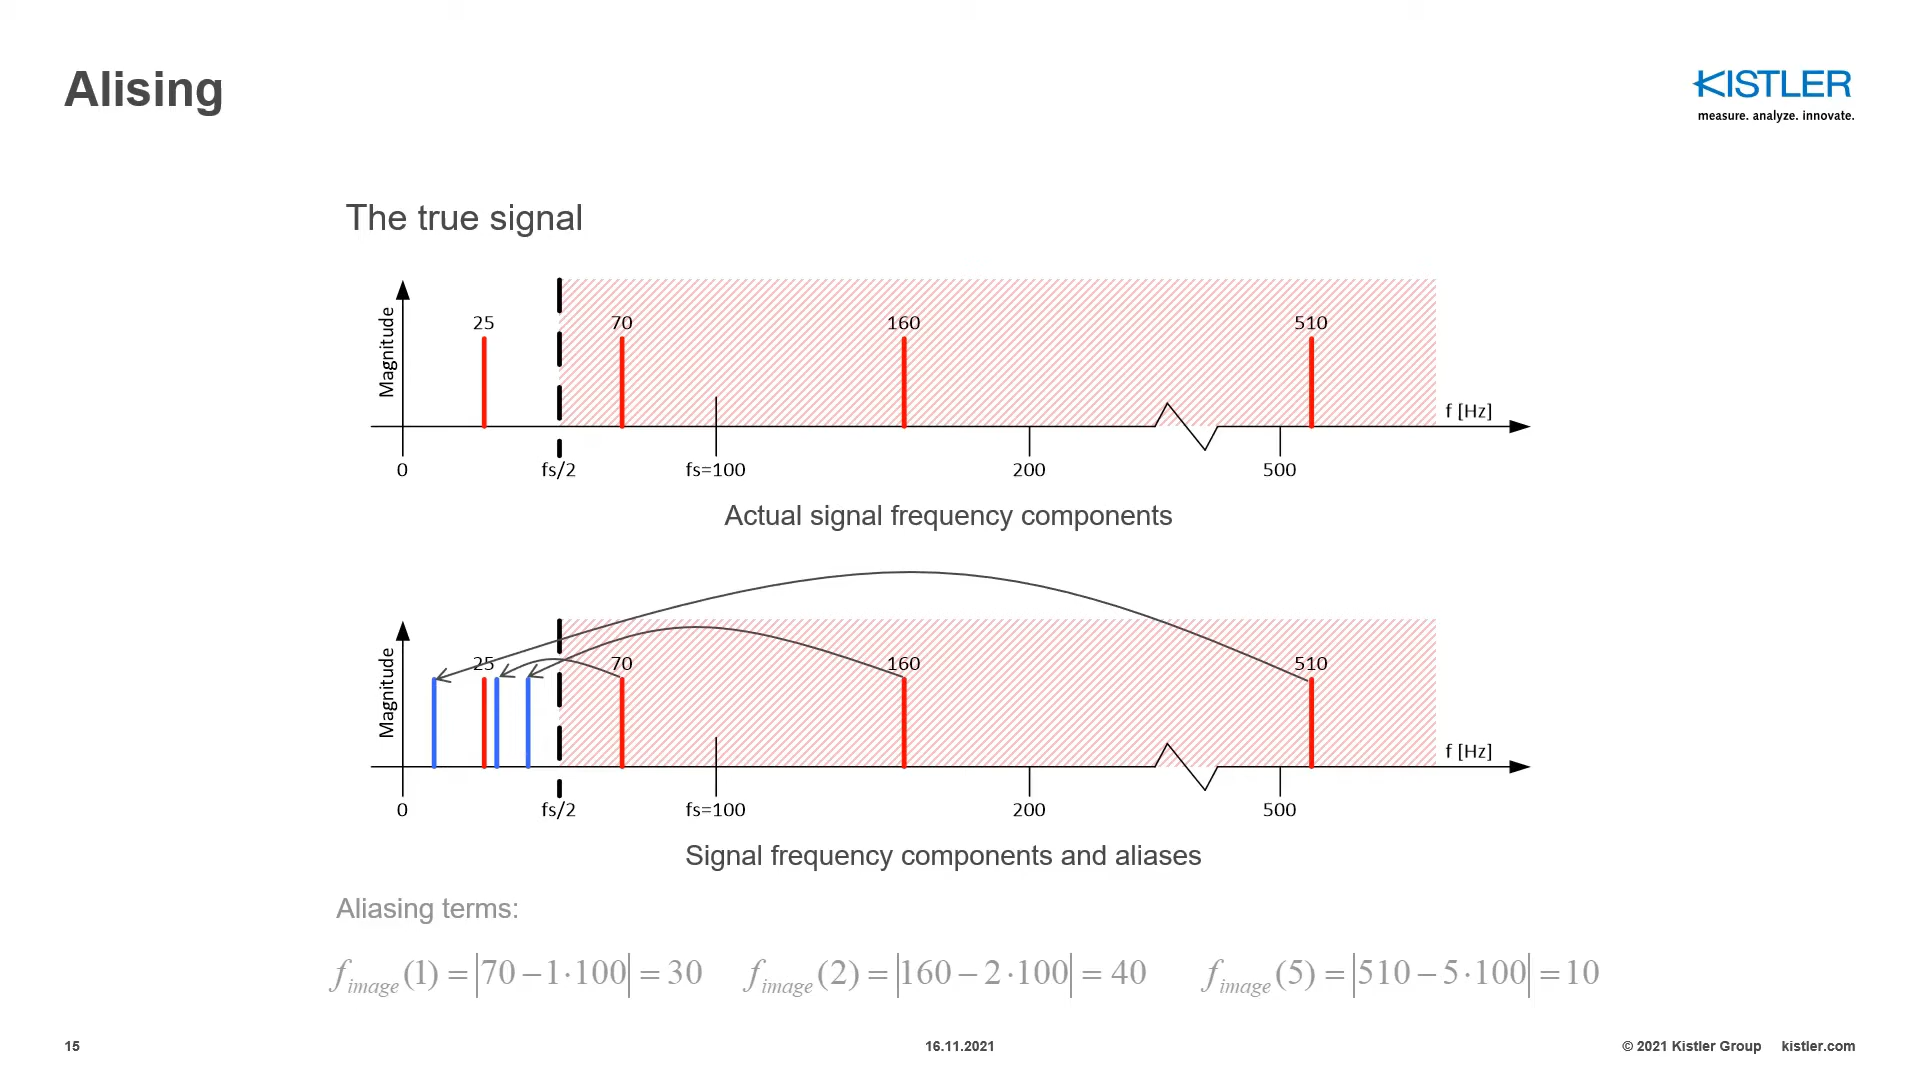 Alising
KISTLER
measure. analyze. innovate.
The true signal
Magnitude
25 70 160 510
f [Hz]
0 fs/2 fs=100 200 500
Actual signal frequency components
Magnitude
25 70 160 510
f [Hz]
0 fs/2 fs=100 200 500
Signal frequency components and aliases
Aliasing terms:
f_image(1) = |70 − 1·100| = 30 f_image(2) = |160 − 2·100| = 40 f_image(5) = |510 − 5·100| = 10
15 16.11.2021 © 2021 Kistler Group kistler.com